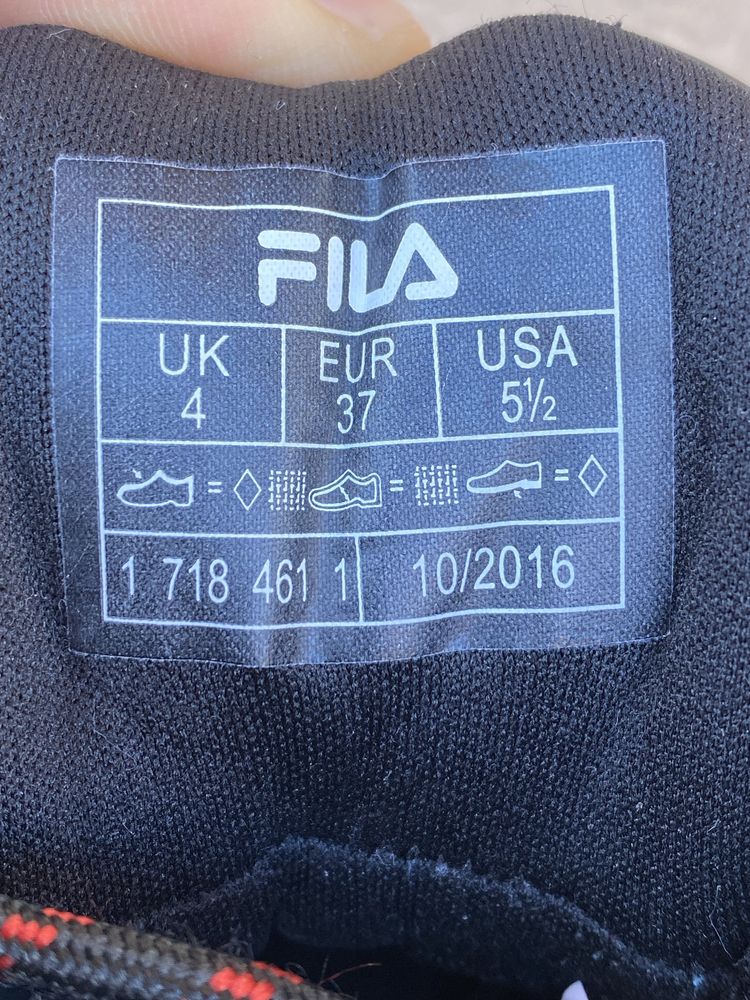 FILA
UK EUR USA
4 37 5½
= = =
1 718 461 1 10/2016